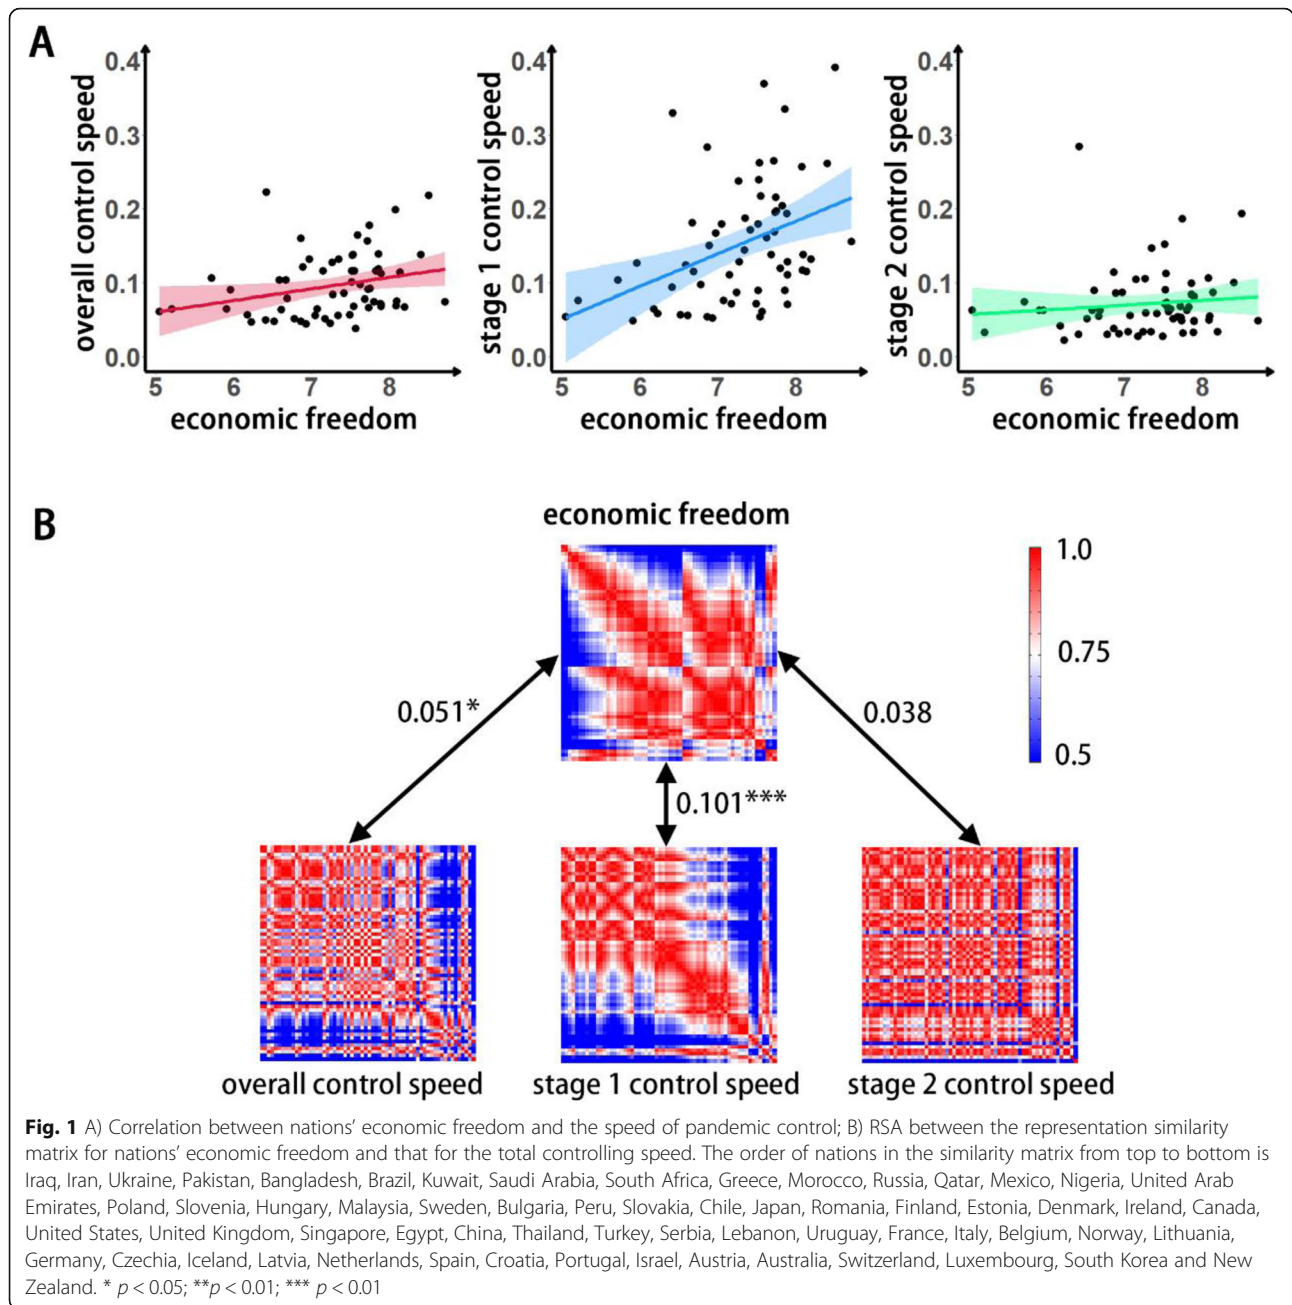 A
overall control speed
0.4
0.3
0.2
0.1
0.0
5 6 7 8
economic freedom
stage 1 control speed
0.4
0.3
0.2
0.1
0.0
5 6 7 8
economic freedom
stage 2 control speed
0.4
0.3
0.2
0.1
0.0
5 6 7 8
economic freedom
B
economic freedom
1.0
0.75
0.5
0.051*
0.101***
0.038
overall control speed
stage 1 control speed
stage 2 control speed
Fig. 1 A) Correlation between nations’ economic freedom and the speed of pandemic control; B) RSA between the representation similarity
matrix for nations’ economic freedom and that for the total controlling speed. The order of nations in the similarity matrix from top to bottom is
Iraq, Iran, Ukraine, Pakistan, Bangladesh, Brazil, Kuwait, Saudi Arabia, South Africa, Greece, Morocco, Russia, Qatar, Mexico, Nigeria, United Arab
Emirates, Poland, Slovenia, Hungary, Malaysia, Sweden, Bulgaria, Peru, Slovakia, Chile, Japan, Romania, Finland, Estonia, Denmark, Ireland, Canada,
United States, United Kingdom, Singapore, Egypt, China, Thailand, Turkey, Serbia, Lebanon, Uruguay, France, Italy, Belgium, Norway, Lithuania,
Germany, Czechia, Iceland, Latvia, Netherlands, Spain, Croatia, Portugal, Israel, Austria, Australia, Switzerland, Luxembourg, South Korea and New
Zealand. * p < 0.05; **p < 0.01; *** p < 0.01